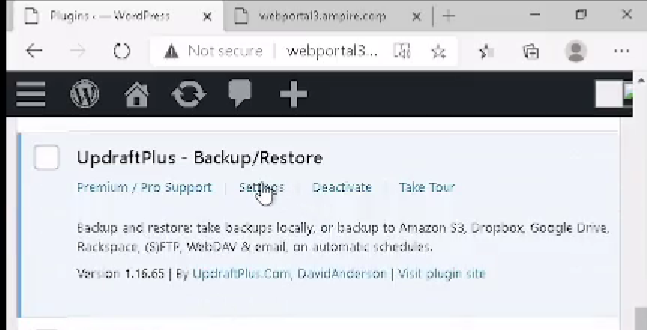 Plugins — WordPress
webportal3.ampire.corp
Not secure
webportal3...
UpdraftPlus - Backup/Restore
Premium / Pro Support | Settings | Deactivate | Take Tour
Backup and restore: take backups locally, or backup to Amazon S3, Dropbox, Google Drive,
Rackspace, (S)FTP, WebDAV & email, on automatic schedules.
Version 1.16.65 | By UpdraftPlus.Com, DavidAnderson | Visit plugin site